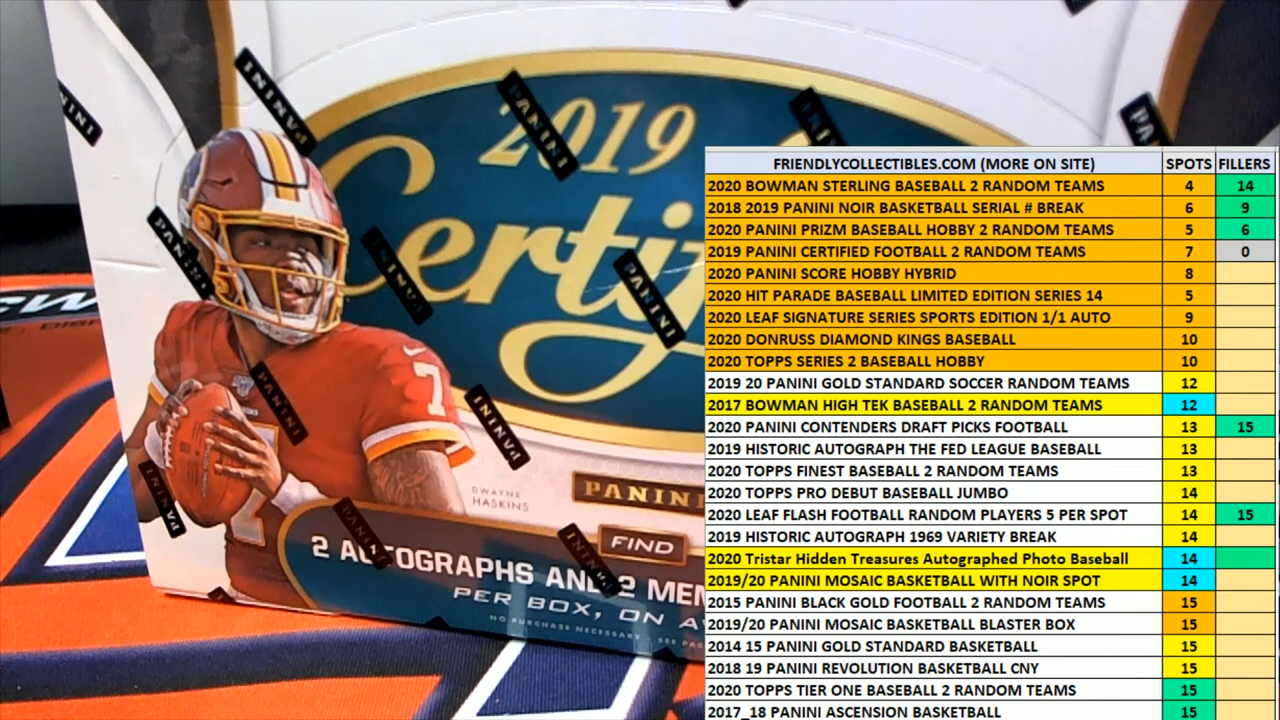 2019
PANINI
PANINI
PANINI
PANINI
PANINI
PANINI
PANINI
PANINI
PANINI
PANINI
7
DWAYNE
HASKINS
PANINI
FIND
2 AUTOGRAPHS AND 2
PER BOX, ON
NO PURCHASE NECESSARY
FRIENDLYCOLLECTIBLES.COM (MORE ON SITE) SPOTS FILLERS
2020 BOWMAN STERLING BASEBALL 2 RANDOM TEAMS 4 14
2018 2019 PANINI NOIR BASKETBALL SERIAL # BREAK 6 9
2020 PANINI PRIZM BASEBALL HOBBY 2 RANDOM TEAMS 5 6
2019 PANINI CERTIFIED FOOTBALL 2 RANDOM TEAMS 7 0
2020 PANINI SCORE HOBBY HYBRID 8
2020 HIT PARADE BASEBALL LIMITED EDITION SERIES 14 5
2020 LEAF SIGNATURE SERIES SPORTS EDITION 1/1 AUTO 9
2020 DONRUSS DIAMOND KINGS BASEBALL 10
2020 TOPPS SERIES 2 BASEBALL HOBBY 10
2019 20 PANINI GOLD STANDARD SOCCER RANDOM TEAMS 12
2017 BOWMAN HIGH TEK BASEBALL 2 RANDOM TEAMS 12
2020 PANINI CONTENDERS DRAFT PICKS FOOTBALL 13 15
2019 HISTORIC AUTOGRAPH THE FED LEAGUE BASEBALL 13
2020 TOPPS FINEST BASEBALL 2 RANDOM TEAMS 13
2020 TOPPS PRO DEBUT BASEBALL JUMBO 14
2020 LEAF FLASH FOOTBALL RANDOM PLAYERS 5 PER SPOT 14 15
2019 HISTORIC AUTOGRAPH 1969 VARIETY BREAK 14
2020 Tristar Hidden Treasures Autographed Photo Baseball 14
2019/20 PANINI MOSAIC BASKETBALL WITH NOIR SPOT 14
2015 PANINI BLACK GOLD FOOTBALL 2 RANDOM TEAMS 15
2019/20 PANINI MOSAIC BASKETBALL BLASTER BOX 15
2014 15 PANINI GOLD STANDARD BASKETBALL 15
2018 19 PANINI REVOLUTION BASKETBALL CNY 15
2020 TOPPS TIER ONE BASEBALL 2 RANDOM TEAMS 15
2017_18 PANINI ASCENSION BASKETBALL 15